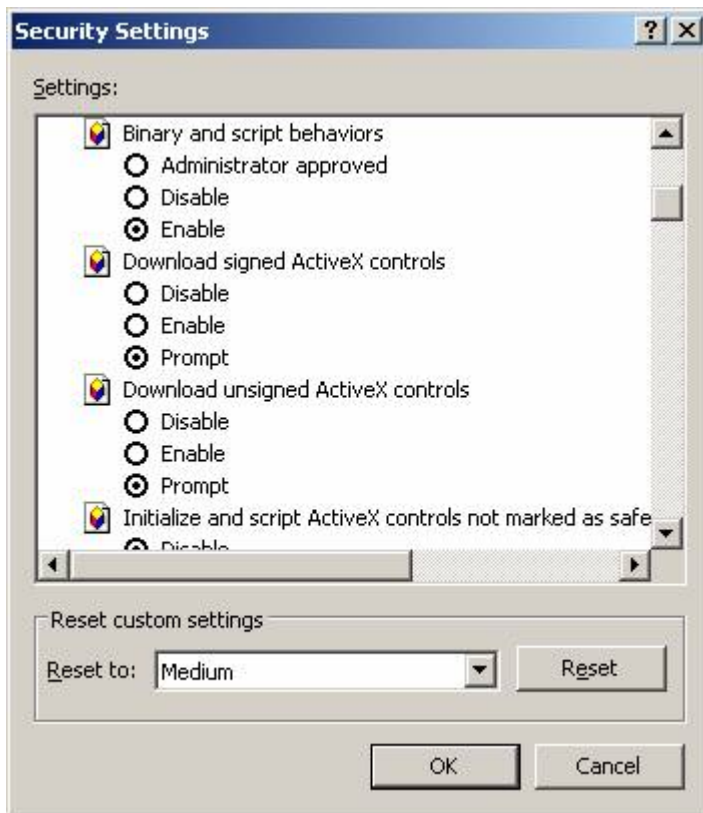 Security Settings
Settings:
Binary and script behaviors
Administrator approved
Disable
Enable
Download signed ActiveX controls
Disable
Enable
Prompt
Download unsigned ActiveX controls
Disable
Enable
Prompt
Initialize and script ActiveX controls not marked as safe
Disable
Reset custom settings
Reset to: Medium Reset
OK Cancel